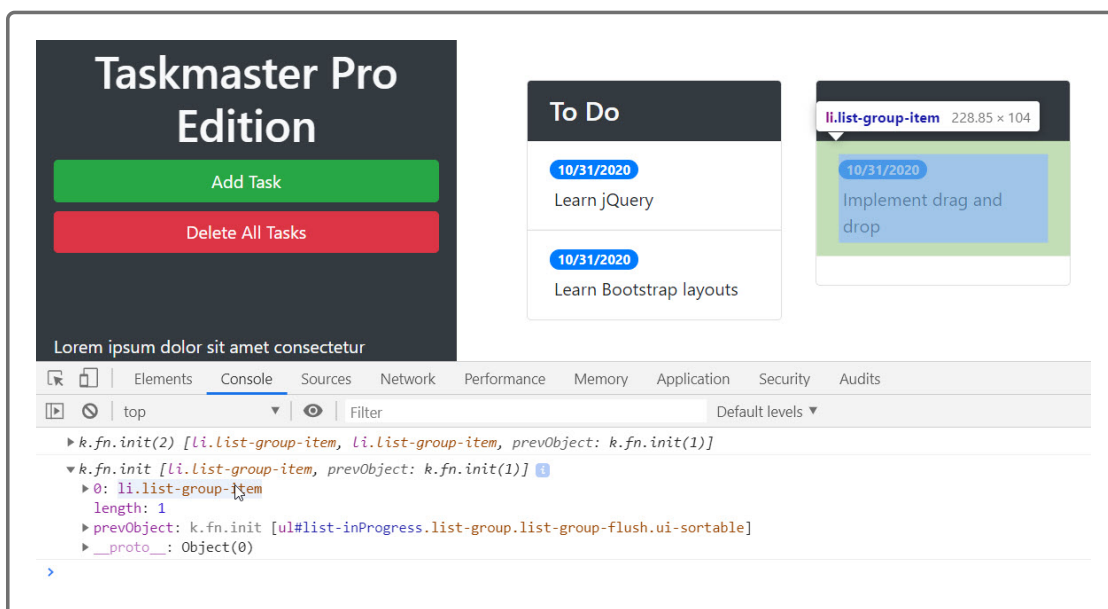 Taskmaster Pro
Edition
Add Task
Delete All Tasks
Lorem ipsum dolor sit amet consectetur
To Do
10/31/2020
Learn jQuery
10/31/2020
Learn Bootstrap layouts
li.list-group-item 228.85 × 104
10/31/2020
Implement drag and
drop
Elements Console Sources Network Performance Memory Application Security Audits
top ▼ Filter Default levels ▼
▶ k.fn.init(2) [li.list-group-item, li.list-group-item, prevObject: k.fn.init(1)]
▼ k.fn.init [li.list-group-item, prevObject: k.fn.init(1)] i
▶ 0: li.list-group-item
length: 1
▶ prevObject: k.fn.init [ul#list-inProgress.list-group.list-group-flush.ui-sortable]
▶ __proto__: Object(0)
>